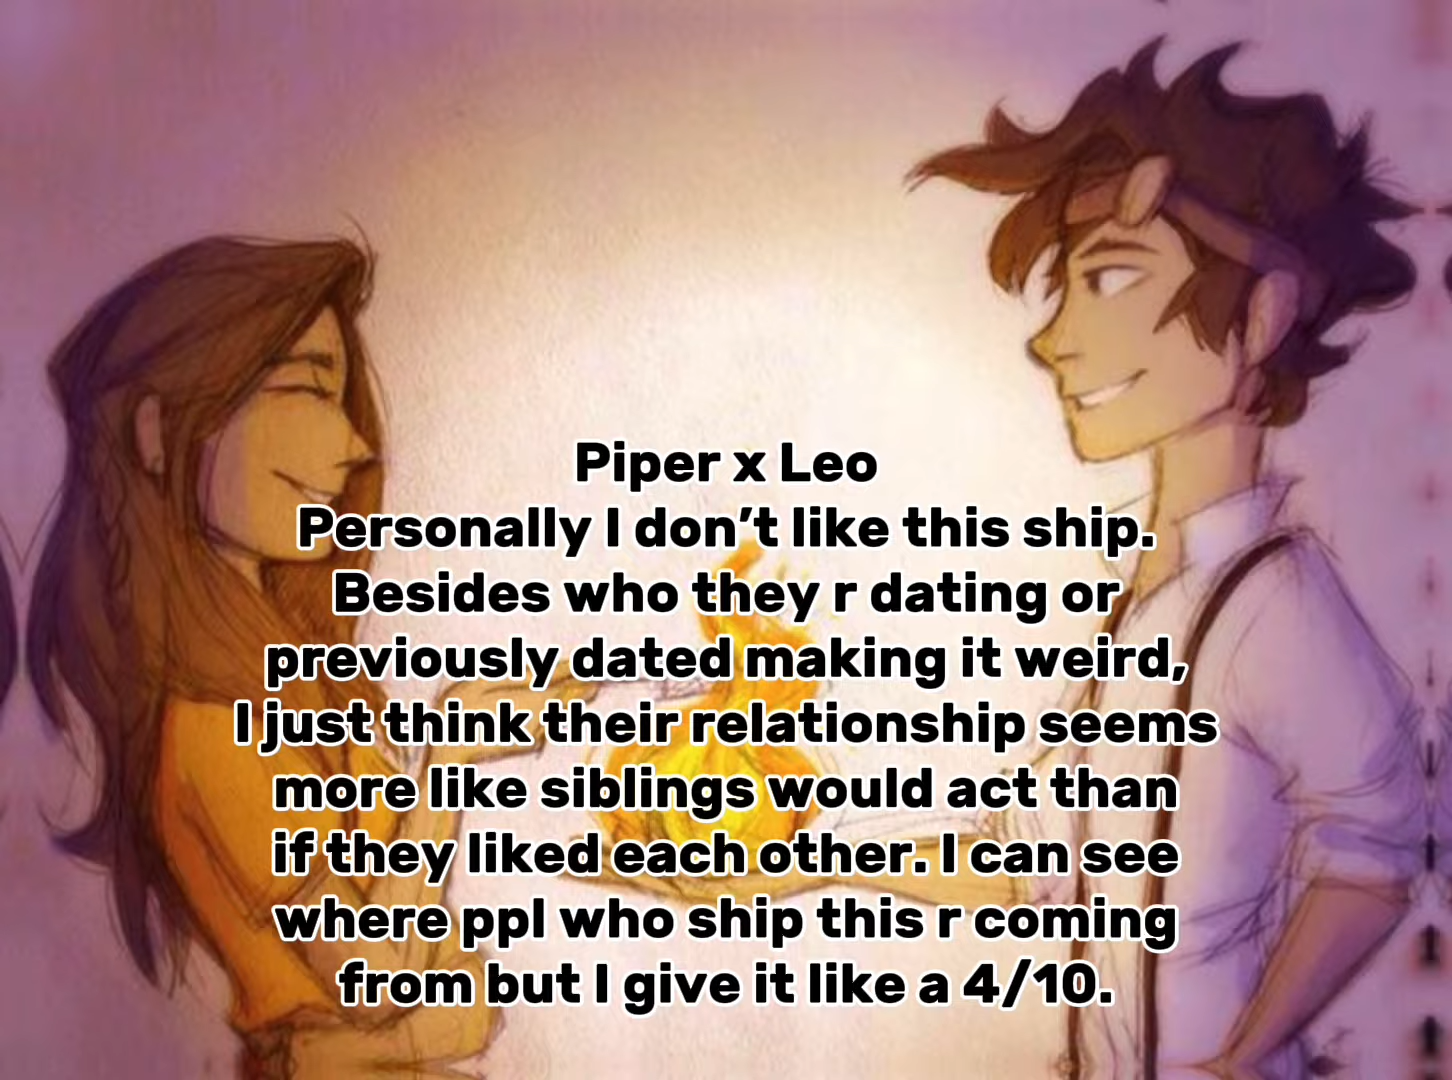 Piper x Leo
Personally I don’t like this ship.
Besides who they r dating or
previously dated making it weird,
I just think their relationship seems
more like siblings would act than
if they liked each other. I can see
where ppl who ship this r coming
from but I give it like a 4/10.